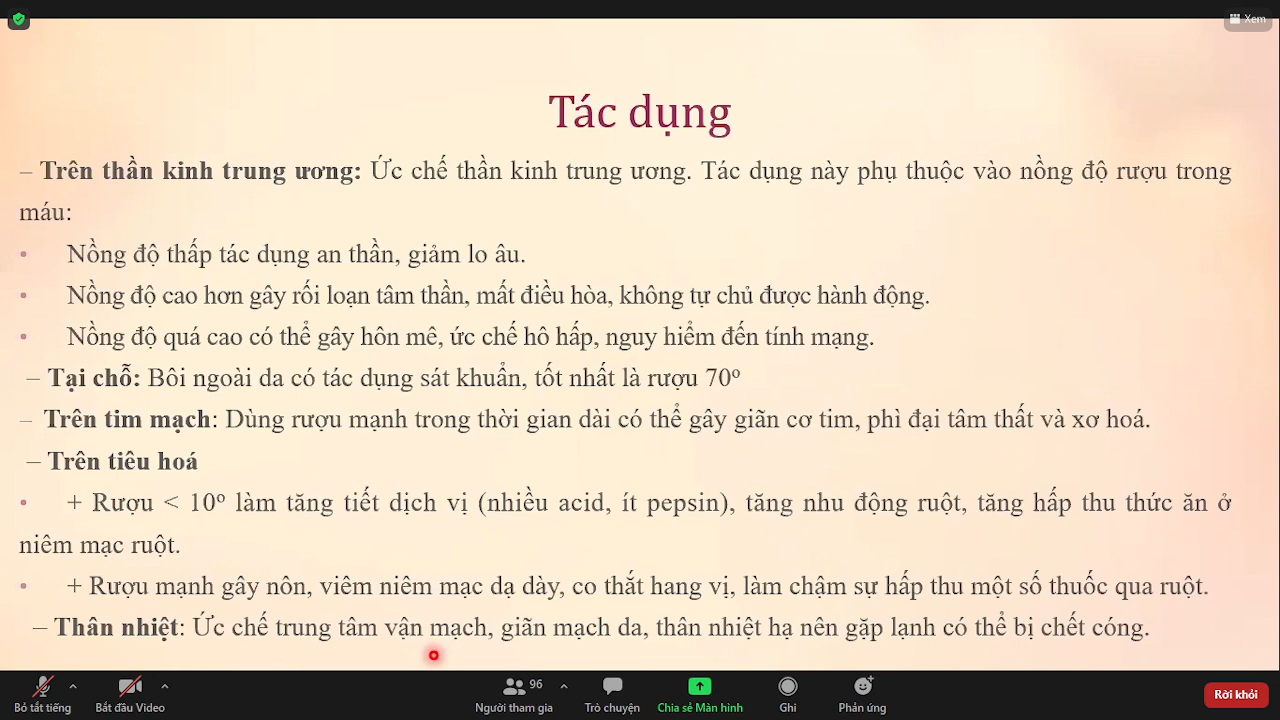 Xem
Tác dụng
– Trên thần kinh trung ương: Ức chế thần kinh trung ương. Tác dụng này phụ thuộc vào nồng độ rượu trong
máu:
• Nồng độ thấp tác dụng an thần, giảm lo âu.
• Nồng độ cao hơn gây rối loạn tâm thần, mất điều hòa, không tự chủ được hành động.
• Nồng độ quá cao có thể gây hôn mê, ức chế hô hấp, nguy hiểm đến tính mạng.
– Tại chỗ: Bôi ngoài da có tác dụng sát khuẩn, tốt nhất là rượu 70º
– Trên tim mạch: Dùng rượu mạnh trong thời gian dài có thể gây giãn cơ tim, phì đại tâm thất và xơ hoá.
– Trên tiêu hoá
• + Rượu < 10º làm tăng tiết dịch vị (nhiều acid, ít pepsin), tăng nhu động ruột, tăng hấp thu thức ăn ở
niêm mạc ruột.
• + Rượu mạnh gây nôn, viêm niêm mạc dạ dày, co thắt hang vị, làm chậm sự hấp thu một số thuốc qua ruột.
– Thân nhiệt: Ức chế trung tâm vận mạch, giãn mạch da, thân nhiệt hạ nên gặp lạnh có thể bị chết cóng.
96
Bỏ tắt tiếng Bắt đầu Video Người tham gia Trò chuyện Chia sẻ Màn hình Ghi Phản ứng Rời khỏi